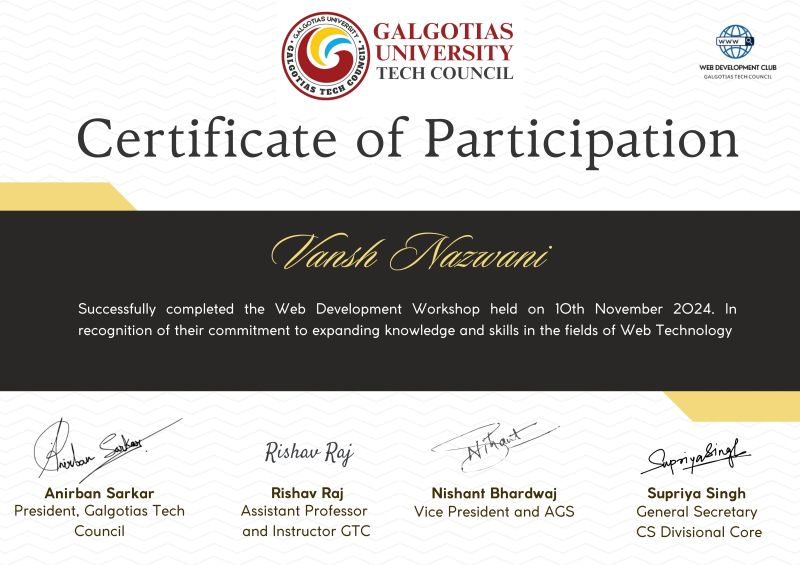 GALGOTIAS UNIVERSITY
GALGOTIAS TECH COUNCIL
GALGOTIAS
UNIVERSITY
TECH COUNCIL
WWW
WEB DEVELOPMENT CLUB
GALGOTIAS TECH COUNCIL
Certificate of Participation
Vansh Nazwani
Successfully completed the Web Development Workshop held on 10th November 2024. In
recognition of their commitment to expanding knowledge and skills in the fields of Web Technology
Anirban Sarkar
Rishav Raj
Nishant
Supriya Singh
Anirban Sarkar
President, Galgotias Tech
Council
Rishav Raj
Assistant Professor
and Instructor GTC
Nishant Bhardwaj
Vice President and AGS
Supriya Singh
General Secretary
CS Divisional Core